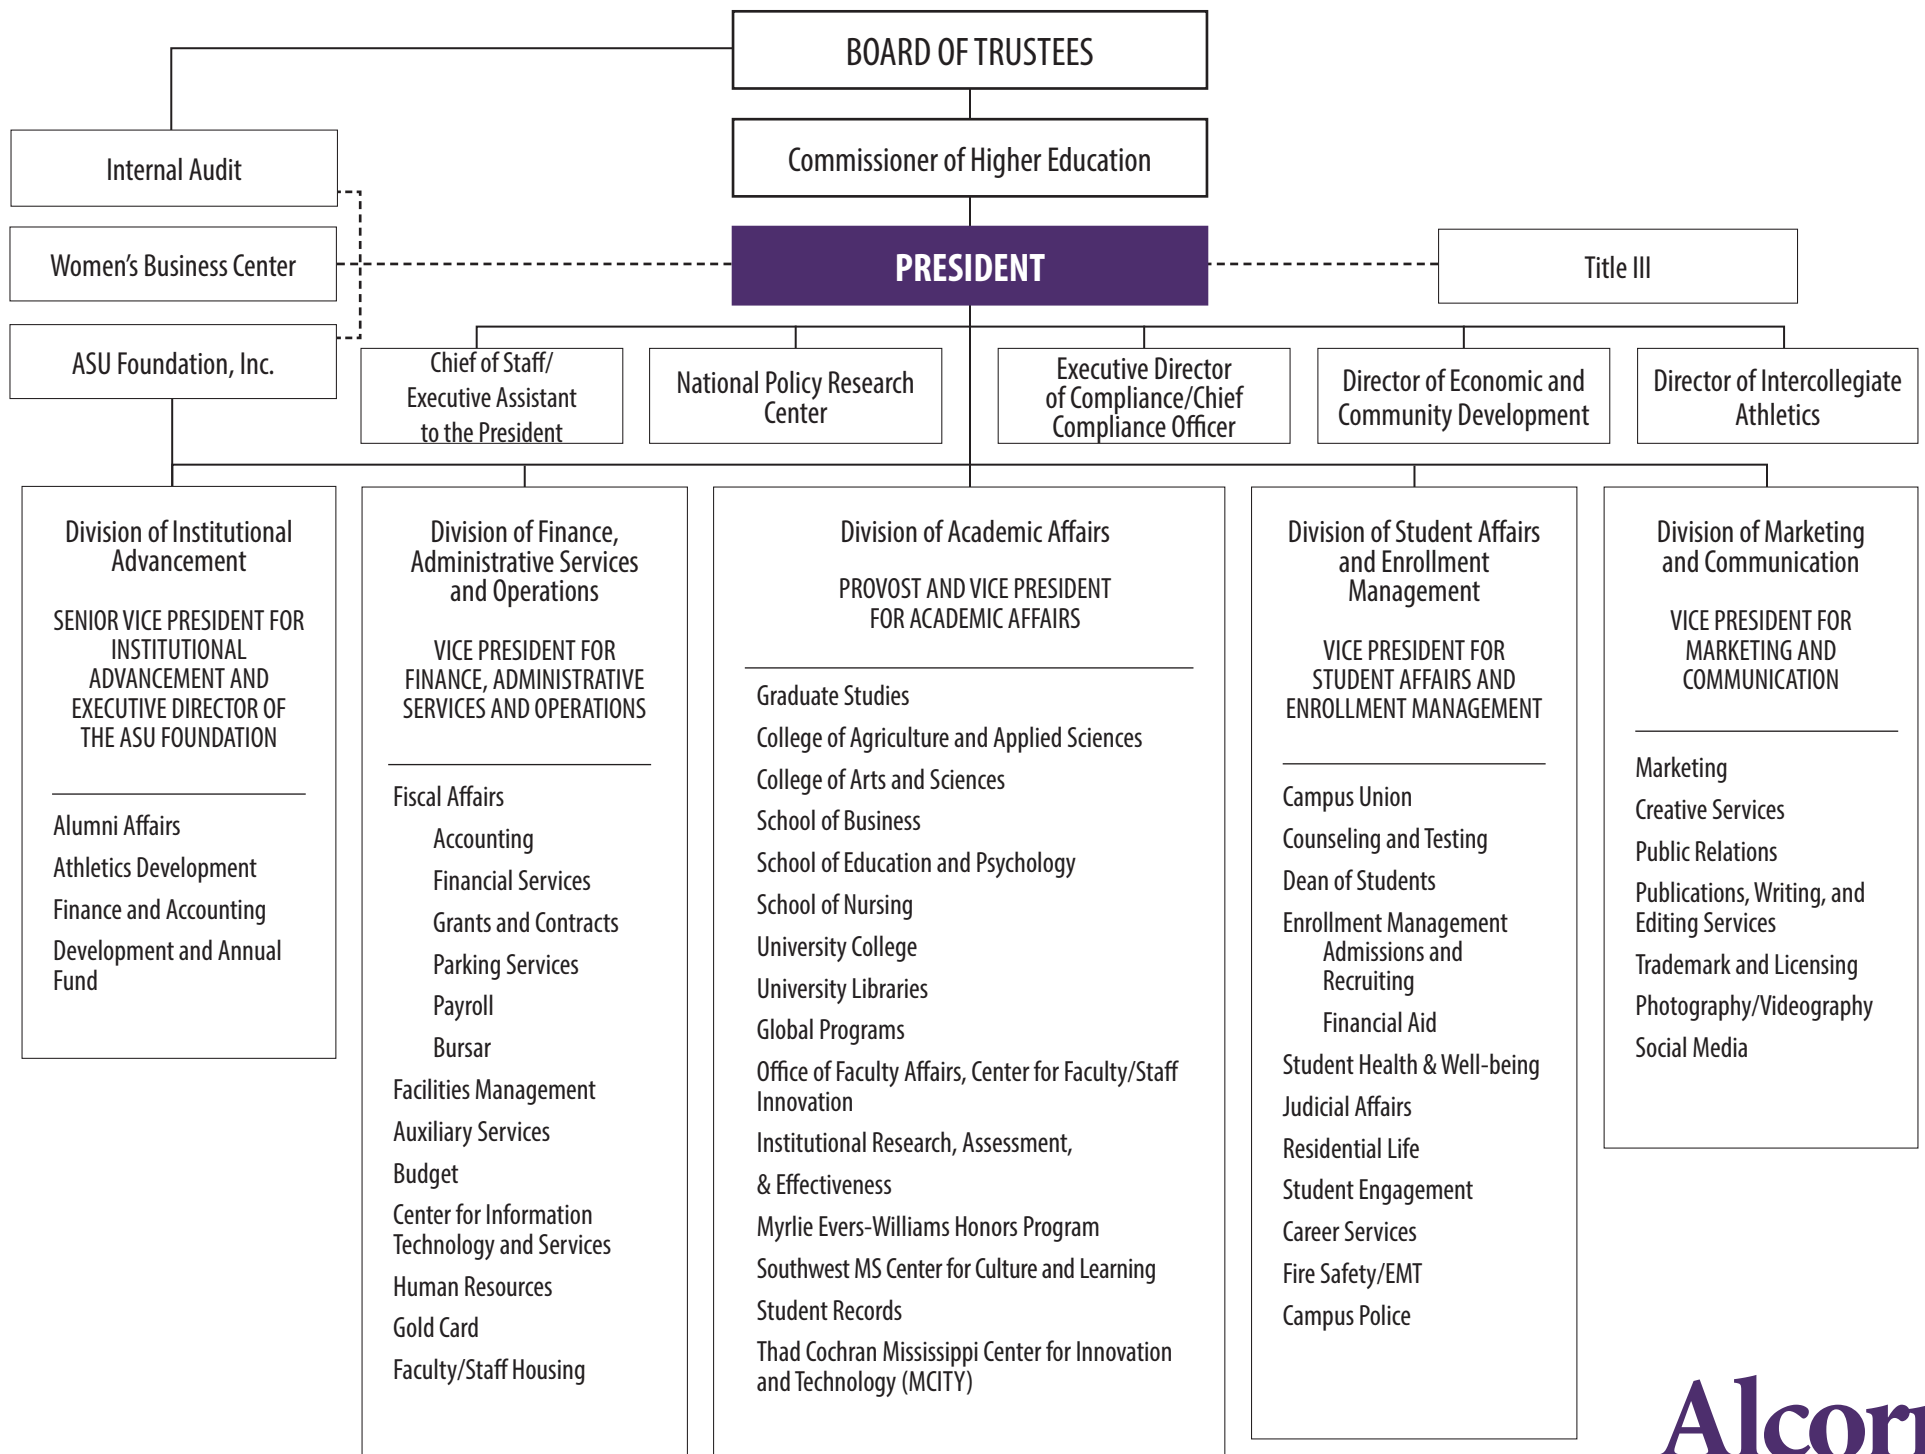 BOARD OF TRUSTEES
Internal Audit
Commissioner of Higher Education
Women's Business Center
PRESIDENT
Title III
ASU Foundation, Inc.
Chief of Staff/
Executive Assistant
to the President
National Policy Research
Center
Executive Director
of Compliance/Chief
Compliance Officer
Director of Economic and
Community Development
Director of Intercollegiate
Athletics
Division of Institutional
Advancement
SENIOR VICE PRESIDENT FOR
INSTITUTIONAL
ADVANCEMENT AND
EXECUTIVE DIRECTOR OF
THE ASU FOUNDATION
Alumni Affairs
Athletics Development
Finance and Accounting
Development and Annual
Fund
Division of Finance,
Administrative Services
and Operations
VICE PRESIDENT FOR
FINANCE, ADMINISTRATIVE
SERVICES AND OPERATIONS
Fiscal Affairs
Accounting
Financial Services
Grants and Contracts
Parking Services
Payroll
Bursar
Facilities Management
Auxiliary Services
Budget
Center for Information
Technology and Services
Human Resources
Gold Card
Faculty/Staff Housing
Division of Academic Affairs
PROVOST AND VICE PRESIDENT
FOR ACADEMIC AFFAIRS
Graduate Studies
College of Agriculture and Applied Sciences
College of Arts and Sciences
School of Business
School of Education and Psychology
School of Nursing
University College
University Libraries
Global Programs
Office of Faculty Affairs, Center for Faculty/Staff
Innovation
Institutional Research, Assessment,
& Effectiveness
Myrlie Evers-Williams Honors Program
Southwest MS Center for Culture and Learning
Student Records
Thad Cochran Mississippi Center for Innovation
and Technology (MCITY)
Division of Student Affairs
and Enrollment
Management
VICE PRESIDENT FOR
STUDENT AFFAIRS AND
ENROLLMENT MANAGEMENT
Campus Union
Counseling and Testing
Dean of Students
Enrollment Management
Admissions and
Recruiting
Financial Aid
Student Health & Well-being
Judicial Affairs
Residential Life
Student Engagement
Career Services
Fire Safety/EMT
Campus Police
Division of Marketing
and Communication
VICE PRESIDENT FOR
MARKETING AND
COMMUNICATION
Marketing
Creative Services
Public Relations
Publications, Writing, and
Editing Services
Trademark and Licensing
Photography/Videography
Social Media
Alcorn